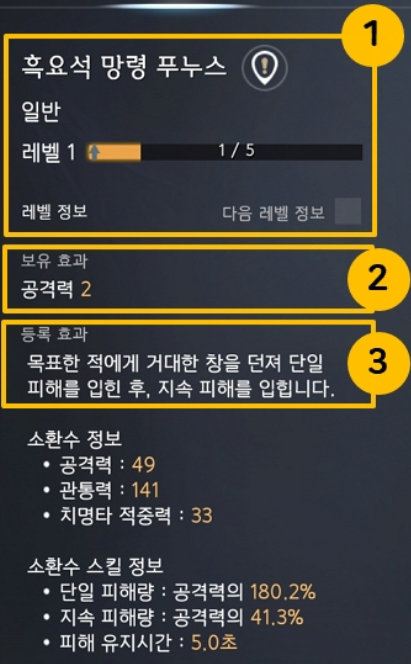 1
흑요석 망령 푸누스
일반
레벨 1 1 / 5
레벨 정보 다음 레벨 정보
보유 효과
공격력 2
2
등록 효과
목표한 적에게 거대한 창을 던져 단일
피해를 입힌 후, 지속 피해를 입힙니다.
3
소환수 정보
• 공격력 : 49
• 관통력 : 141
• 치명타 적중력 : 33
소환수 스킬 정보
• 단일 피해량 : 공격력의 180.2%
• 지속 피해량 : 공격력의 41.3%
• 피해 유지시간 : 5.0초